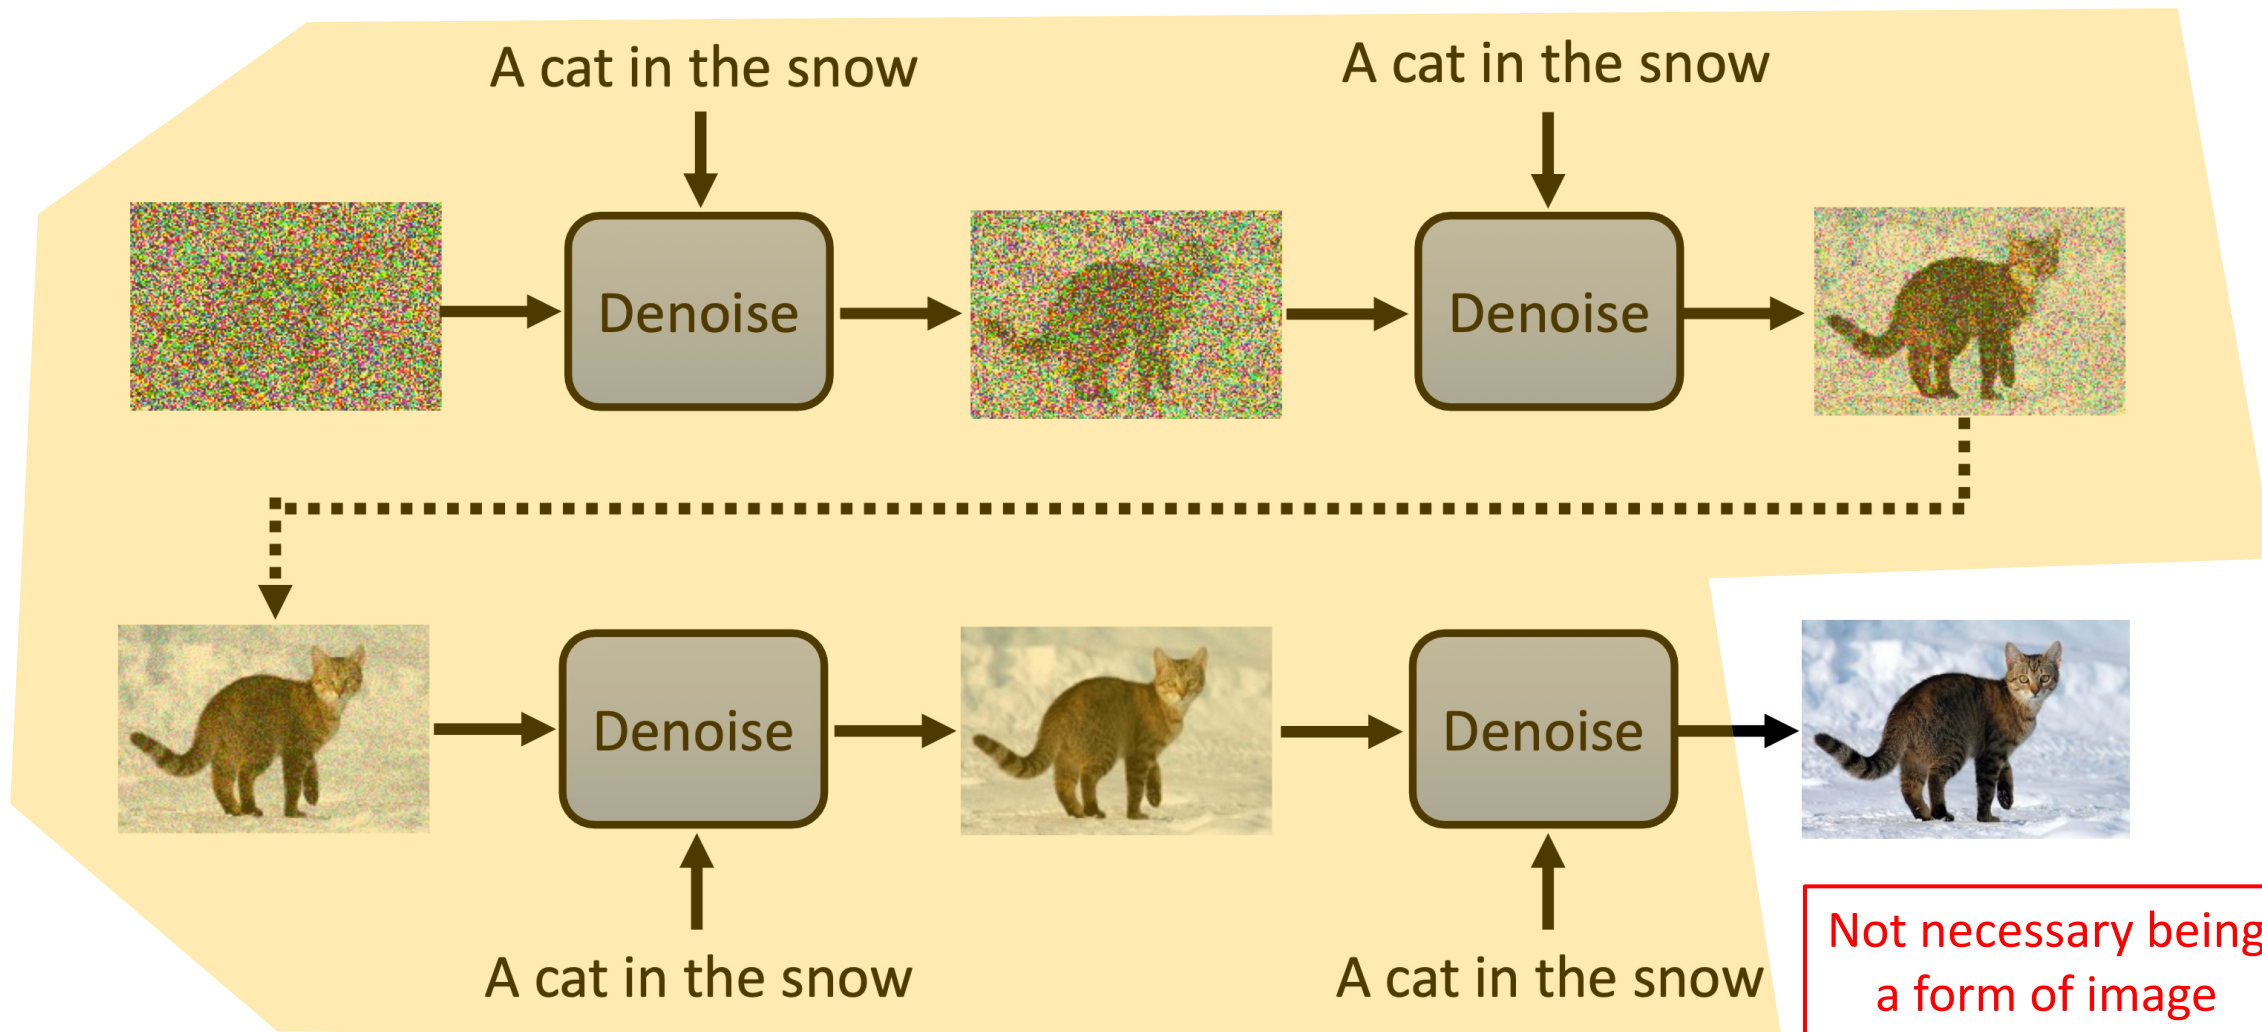 A cat in the snow
A cat in the snow
Denoise
Denoise
Denoise
Denoise
A cat in the snow
A cat in the snow
Not necessary being
a form of image